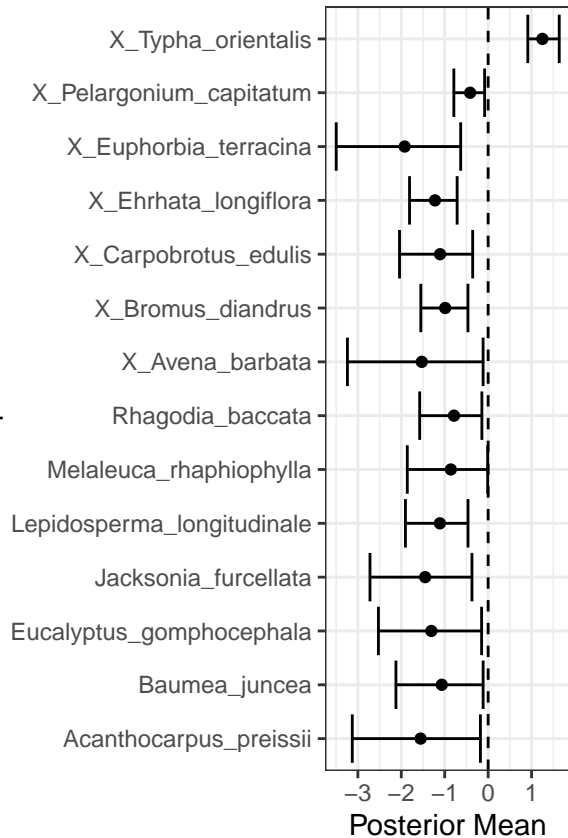 X_Typha_orientalis
X_Pelargonium_capitatum
X_Euphorbia_terracina
X_Ehrhata_longiflora
X_Carpobrotus_edulis
X_Bromus_diandrus
X_Avena_barbata
Rhagodia_baccata
Melaleuca_rhaphiophylla
Lepidosperma_longitudinale
Jacksonia_furcellata
Eucalyptus_gomphocephala
Baumea_juncea
Acanthocarpus_preissii
−3 −2 −1 0 1
Posterior Mean